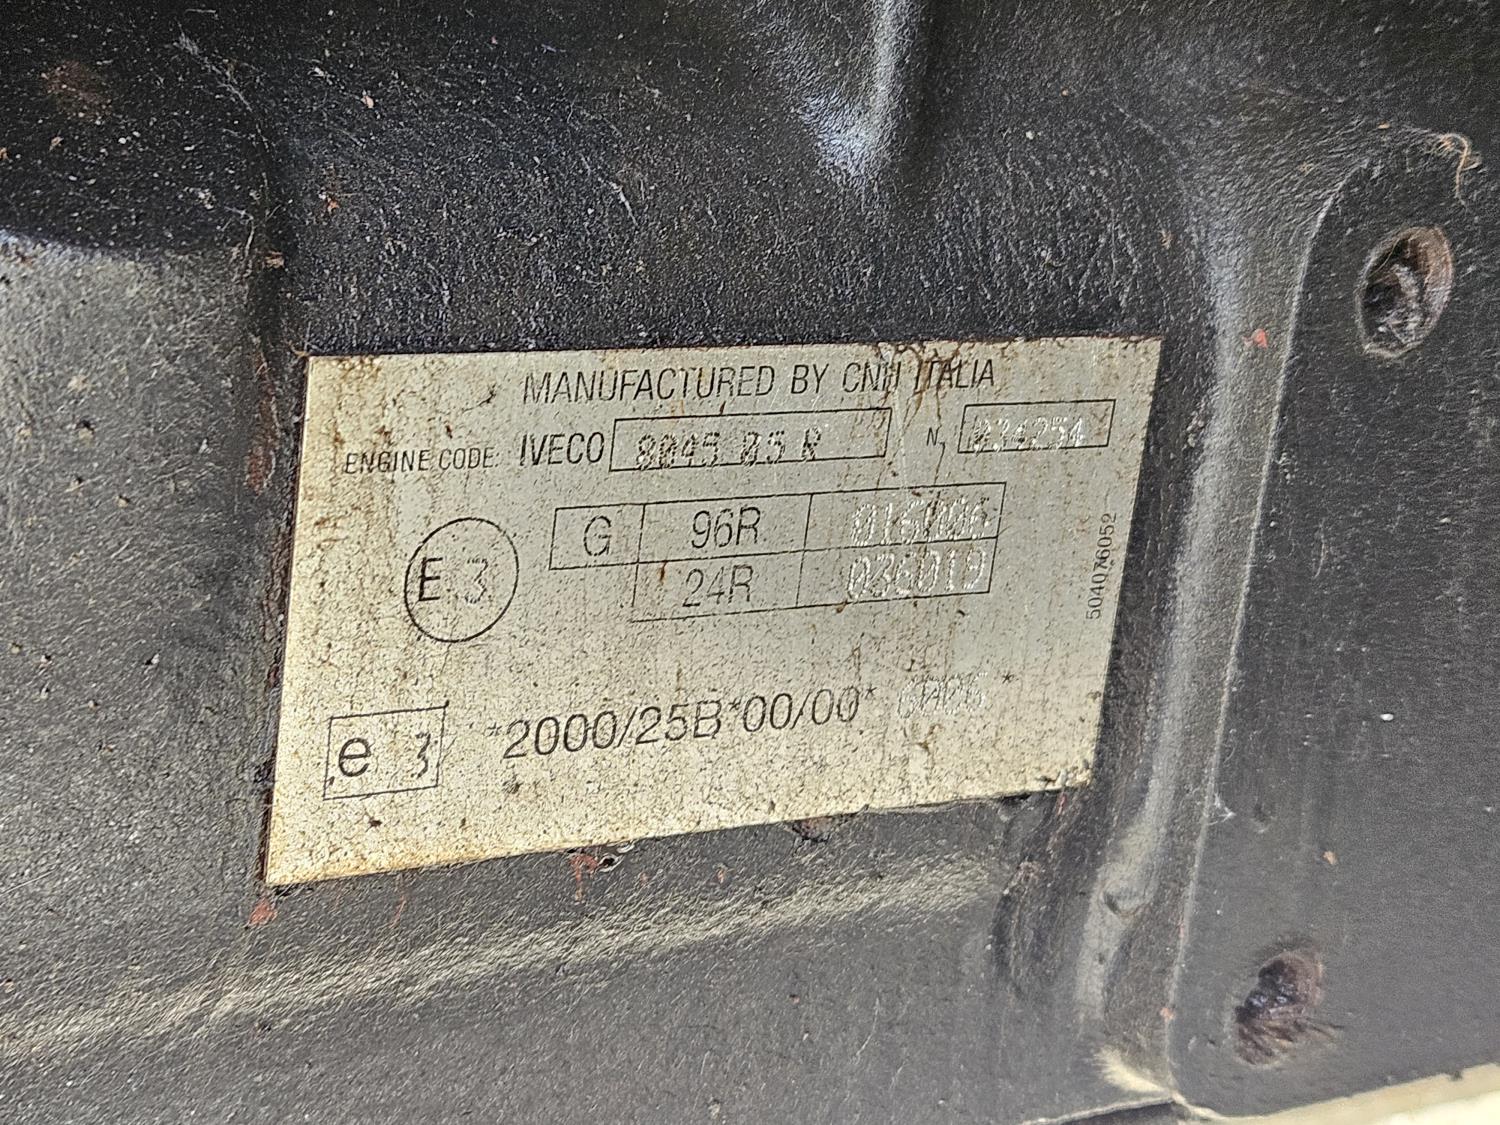 MANUFACTURED BY CNH ITALIA
ENGINE CODE: IVECO 8045 05 R N. 034254
E 3 G 96R 016006
24R 036019
504076052
e 3 *2000/25B*00/00* *